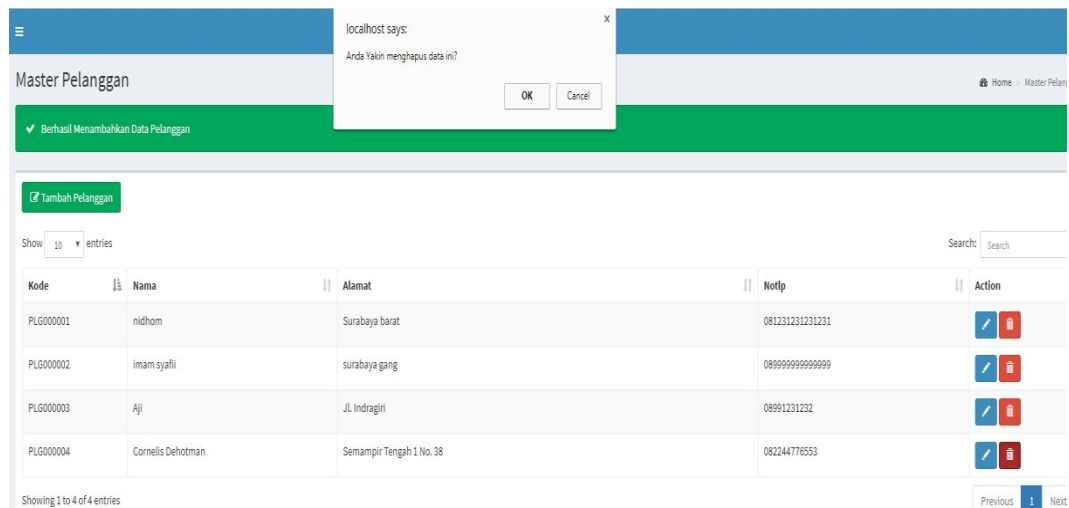 localhost says:
x
Anda Yakin menghapus data ini?
OK Cancel
Master Pelanggan
Home > Master Pelang
Berhasil Menambahkan Data Pelanggan
Tambah Pelanggan
Show 10 entries
Search: Search
Kode Nama Alamat Notlp Action
PLG000001 nidhom Surabaya barat 081231231231231
PLG000002 imam syafii surabaya gang 089999999999999
PLG000003 Aji Jl. Indragiri 08991231232
PLG000004 Cornelis Dehotman Semampir Tengah 1 No. 38 082244776553
Showing 1 to 4 of 4 entries
Previous 1 Next